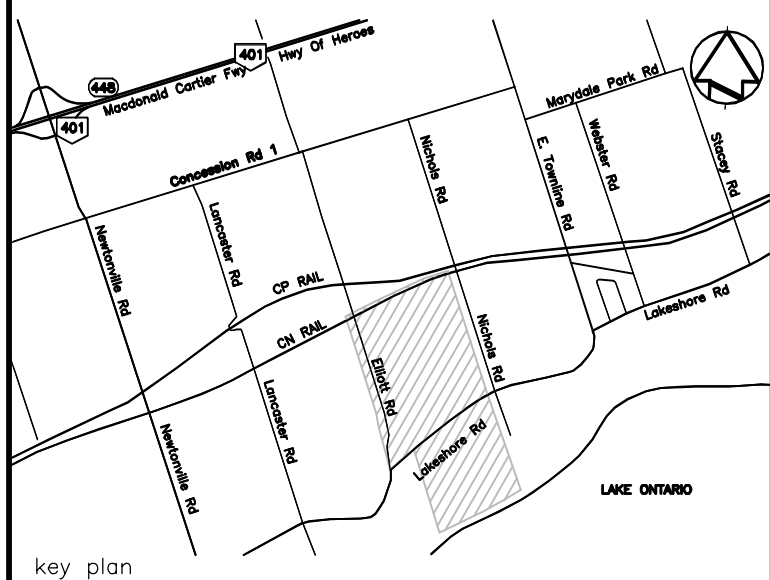 401
Hwy Of Heroes
448
Macdonald Cartier Fwy
401
Marydale Park Rd
Concession Rd 1
Nichols Rd
E. Townline Rd
Webster Rd
Stacey Rd
Newtonville Rd
Lancaster Rd
CP RAIL
CN RAIL
Lakeshore Rd
Nichols Rd
Elliott Rd
Lancaster Rd
Newtonville Rd
Lakeshore Rd
LAKE ONTARIO
key plan